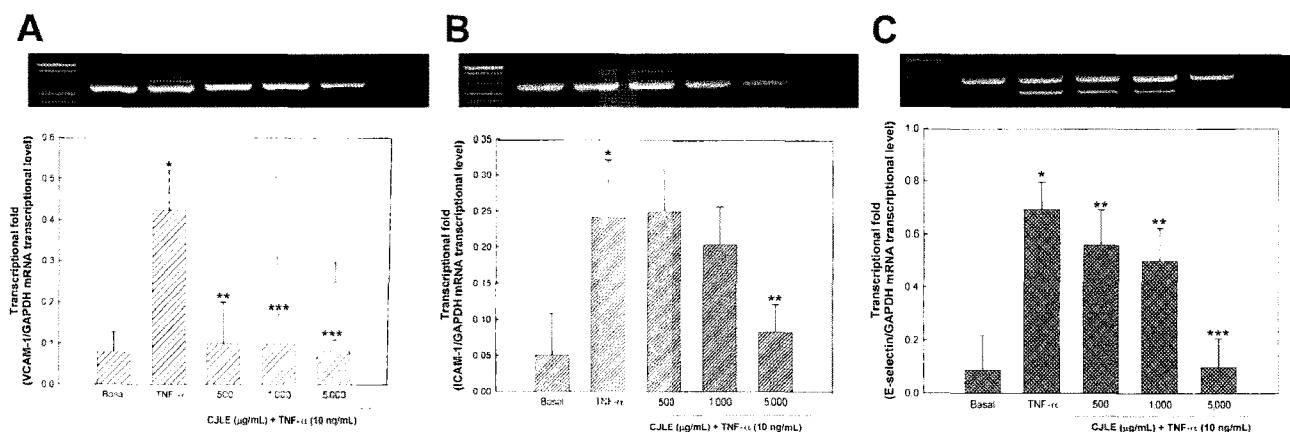 A
Transcriptional fold
(VCAM-1/GAPDH mRNA transcriptional level)
0.6
0.5
0.4
0.3
0.2
0.1
0
*
**
***
***
Basal
TNF-α
500
1,000
5,000
CJLE (μg/mL) + TNF-α (10 ng/mL)
B
Transcriptional fold
(ICAM-1/GAPDH mRNA transcriptional level)
0.35
0.30
0.25
0.20
0.15
0.10
0.05
0.00
*
**
Basal
TNF-α
500
1,000
5,000
CJLE (μg/mL) + TNF-α (10 ng/mL)
C
Transcriptional fold
(E-selectin/GAPDH mRNA transcriptional level)
1.0
0.8
0.6
0.4
0.2
0.0
*
**
**
***
Basal
TNF-α
500
1,000
5,000
CJLE (μg/mL) + TNF-α (10 ng/mL)